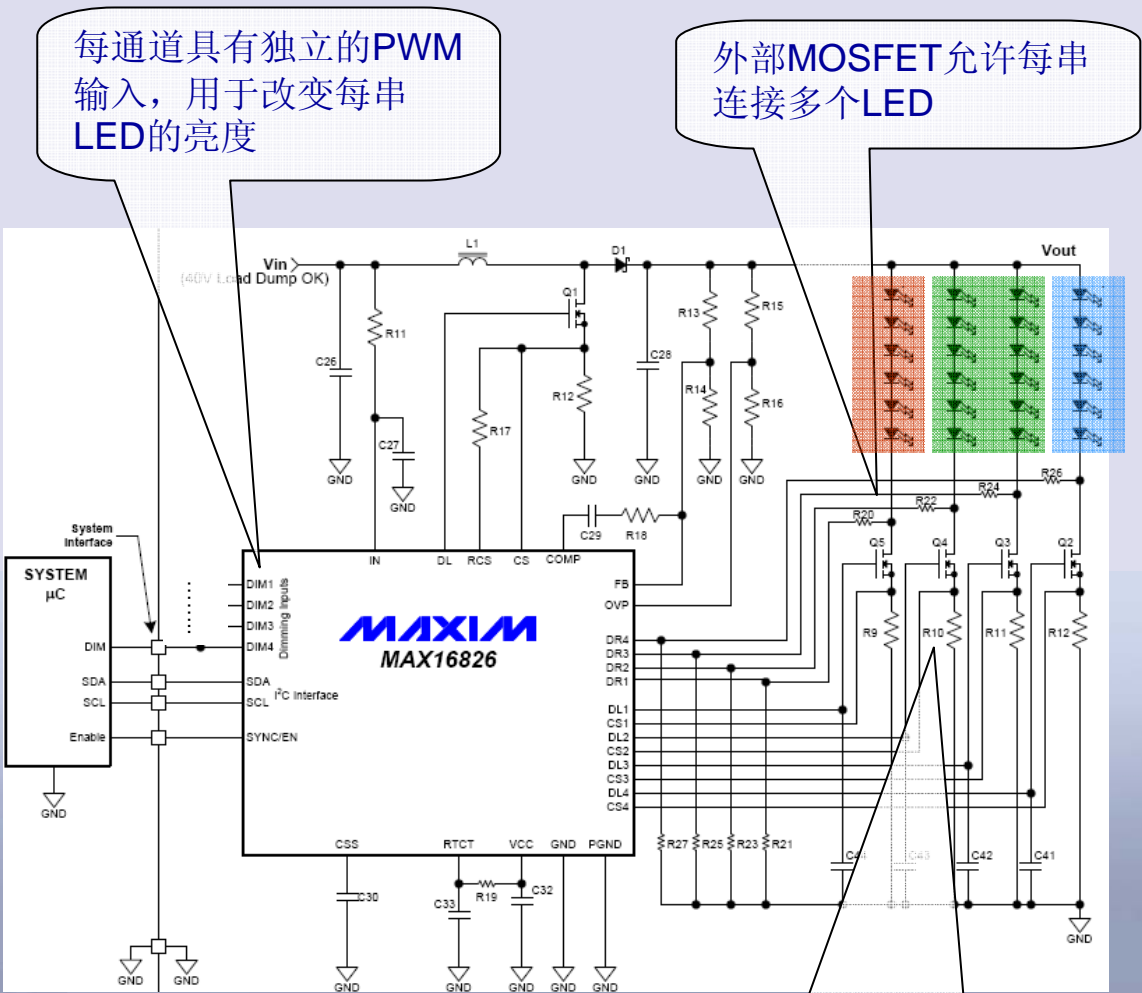 每通道具有独立的PWM
输入，用于改变每串
LED的亮度
外部MOSFET允许每串
连接多个LED
L1
D1
Vin
Vout
(40V Load Dump OK)
Q1
R11
R13
R15
C26
C28
R12
R14
R16
R17
C27
GND
GND
GND
GND
GND
R26
R24
R22
R20
C29
R18
System
Interface
IN
DL
RCS
CS
COMP
Q5
Q4
Q3
Q2
SYSTEM
µC
DIM1
DIM2
DIM3
DIM4
Dimming Inputs
MAXIM
MAX16826
FB
OVP
R9
R10
R11
R12
DIM
SDA
SCL
Enable
SDA
SCL
I²C Interface
SYNC/EN
DR4
DR3
DR2
DR1
DL1
CS1
DL2
CS2
DL3
CS3
DL4
CS4
GND
CSS
RTCT
VCC
GND
PGND
R27
R25
R23
R21
C44
C43
C42
C41
C30
C33
R19
C32
GND
GND
GND
GND
GND
GND
GND
GND